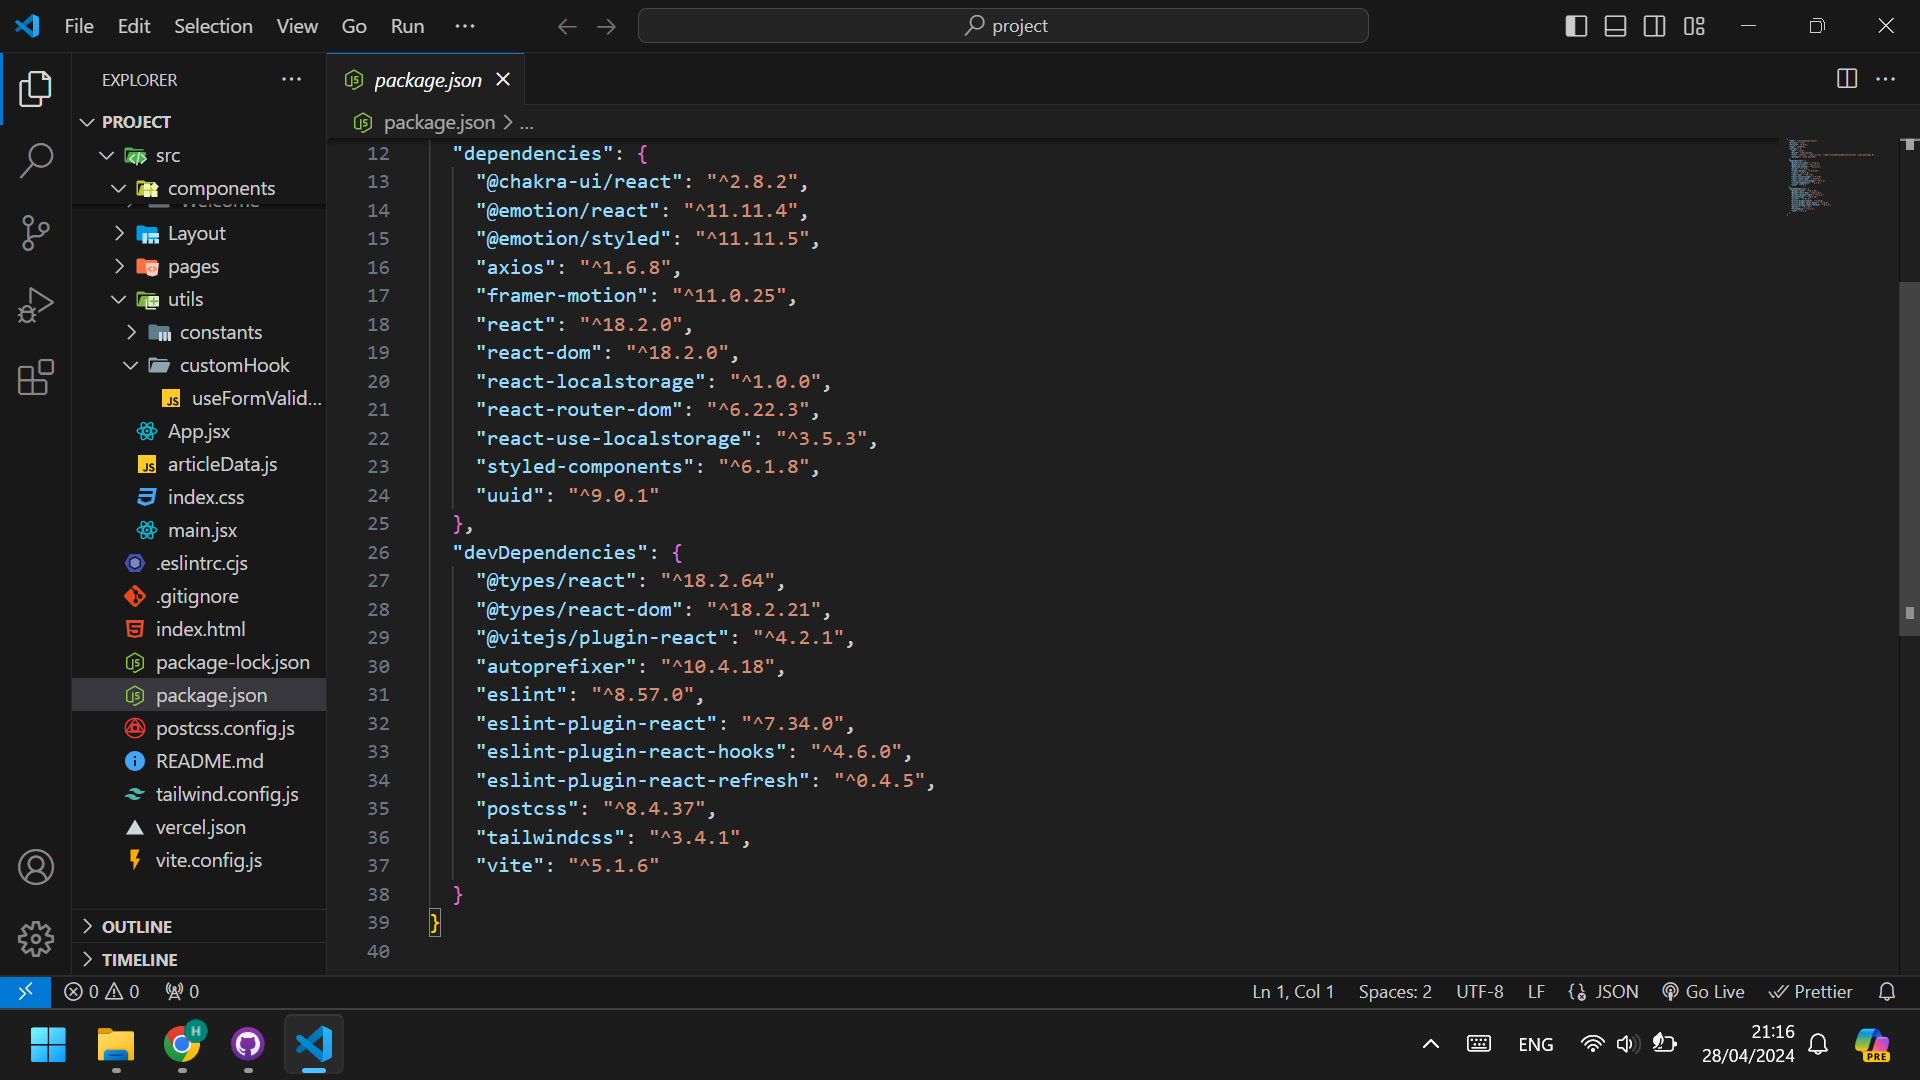 File Edit Selection View Go Run ···
project
EXPLORER ···
PROJECT
src
components
Welcome
Layout
pages
utils
constants
customHook
useFormValid...
App.jsx
articleData.js
index.css
main.jsx
.eslintrc.cjs
.gitignore
index.html
package-lock.json
package.json
postcss.config.js
README.md
tailwind.config.js
vercel.json
vite.config.js
OUTLINE
TIMELINE
package.json
package.json > ...
12 "dependencies": {
13 "@chakra-ui/react": "^2.8.2",
14 "@emotion/react": "^11.11.4",
15 "@emotion/styled": "^11.11.5",
16 "axios": "^1.6.8",
17 "framer-motion": "^11.0.25",
18 "react": "^18.2.0",
19 "react-dom": "^18.2.0",
20 "react-localstorage": "^1.0.0",
21 "react-router-dom": "^6.22.3",
22 "react-use-localstorage": "^3.5.3",
23 "styled-components": "^6.1.8",
24 "uuid": "^9.0.1"
25 },
26 "devDependencies": {
27 "@types/react": "^18.2.64",
28 "@types/react-dom": "^18.2.21",
29 "@vitejs/plugin-react": "^4.2.1",
30 "autoprefixer": "^10.4.18",
31 "eslint": "^8.57.0",
32 "eslint-plugin-react": "^7.34.0",
33 "eslint-plugin-react-hooks": "^4.6.0",
34 "eslint-plugin-react-refresh": "^0.4.5",
35 "postcss": "^8.4.37",
36 "tailwindcss": "^3.4.1",
37 "vite": "^5.1.6"
38 }
39 }
40
0 0 0 Ln 1, Col 1 Spaces: 2 UTF-8 LF {} JSON Go Live Prettier
H ENG 21:16
28/04/2024
PRE